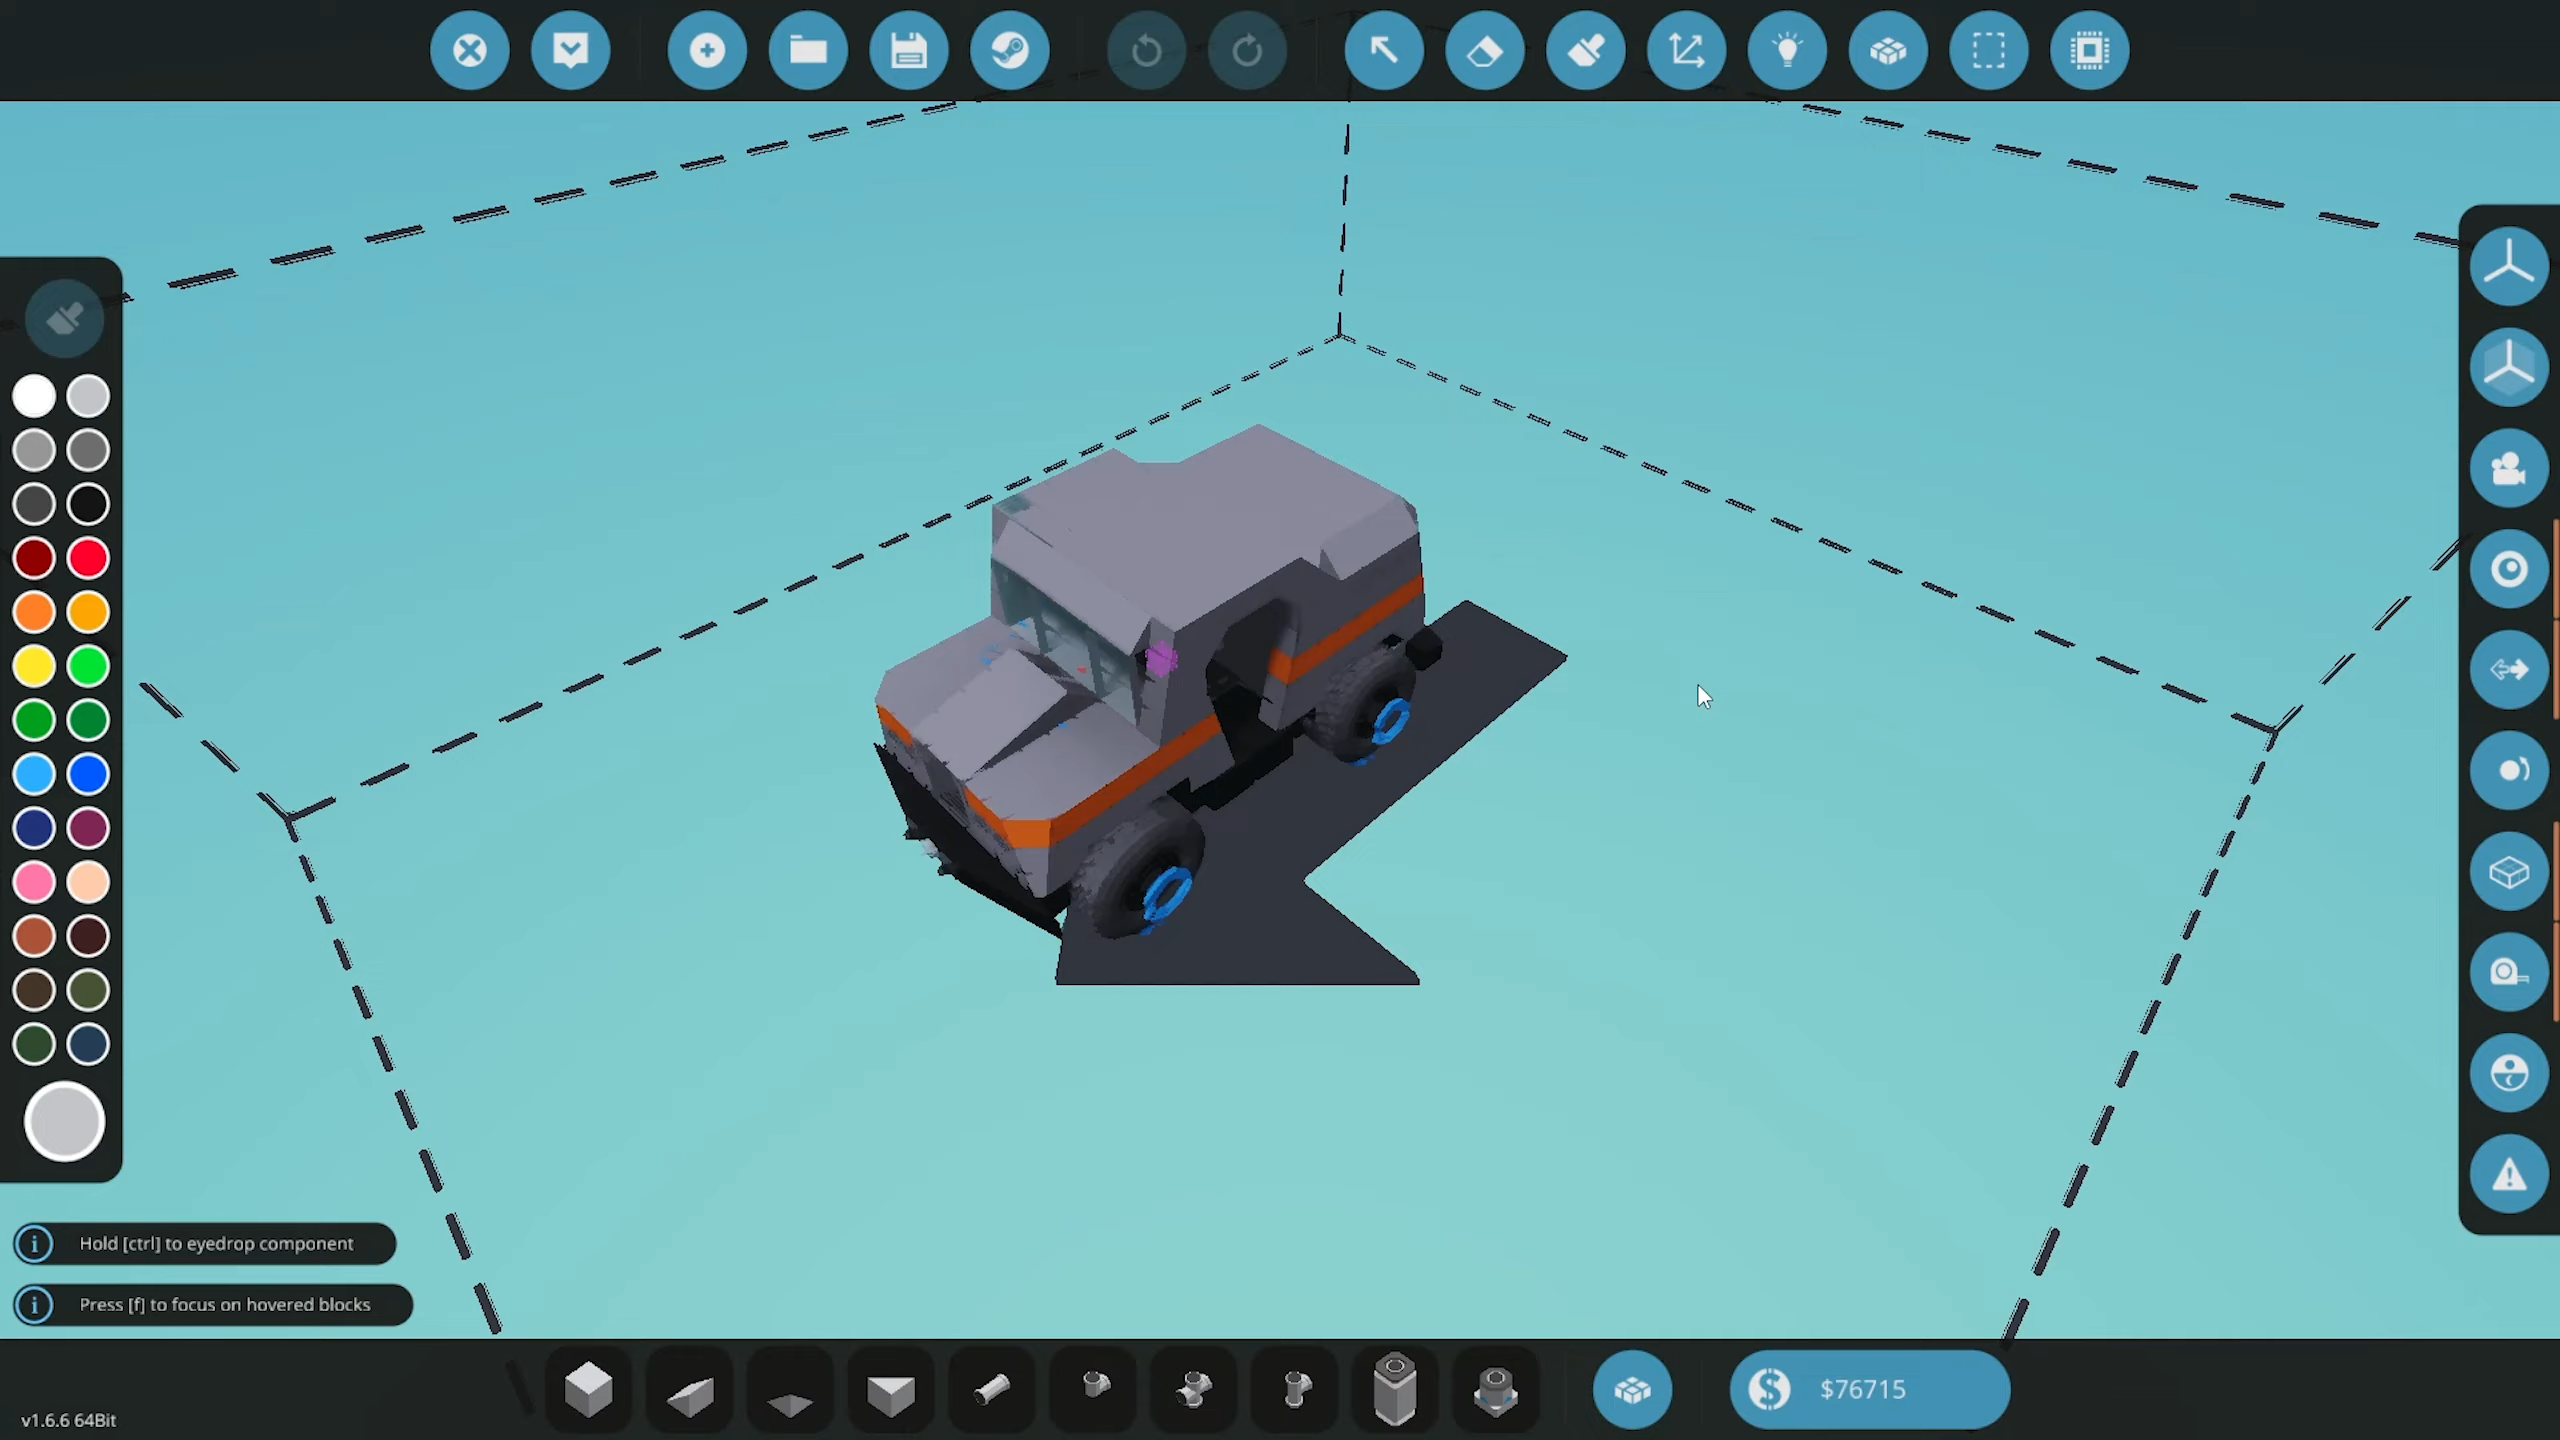 Hold [ctrl] to eyedrop component
Press [f] to focus on hovered blocks
v1.6.6 64Bit
$76715